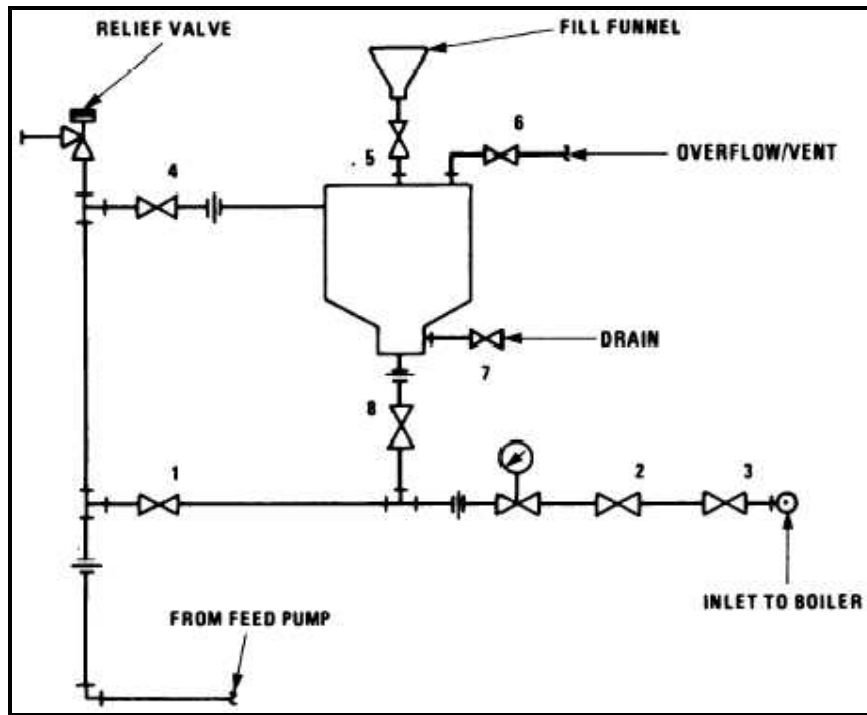 RELIEF VALVE
FILL FUNNEL
6
OVERFLOW/VENT
5
4
DRAIN
7
8
1
2
3
INLET TO BOILER
FROM FEED PUMP